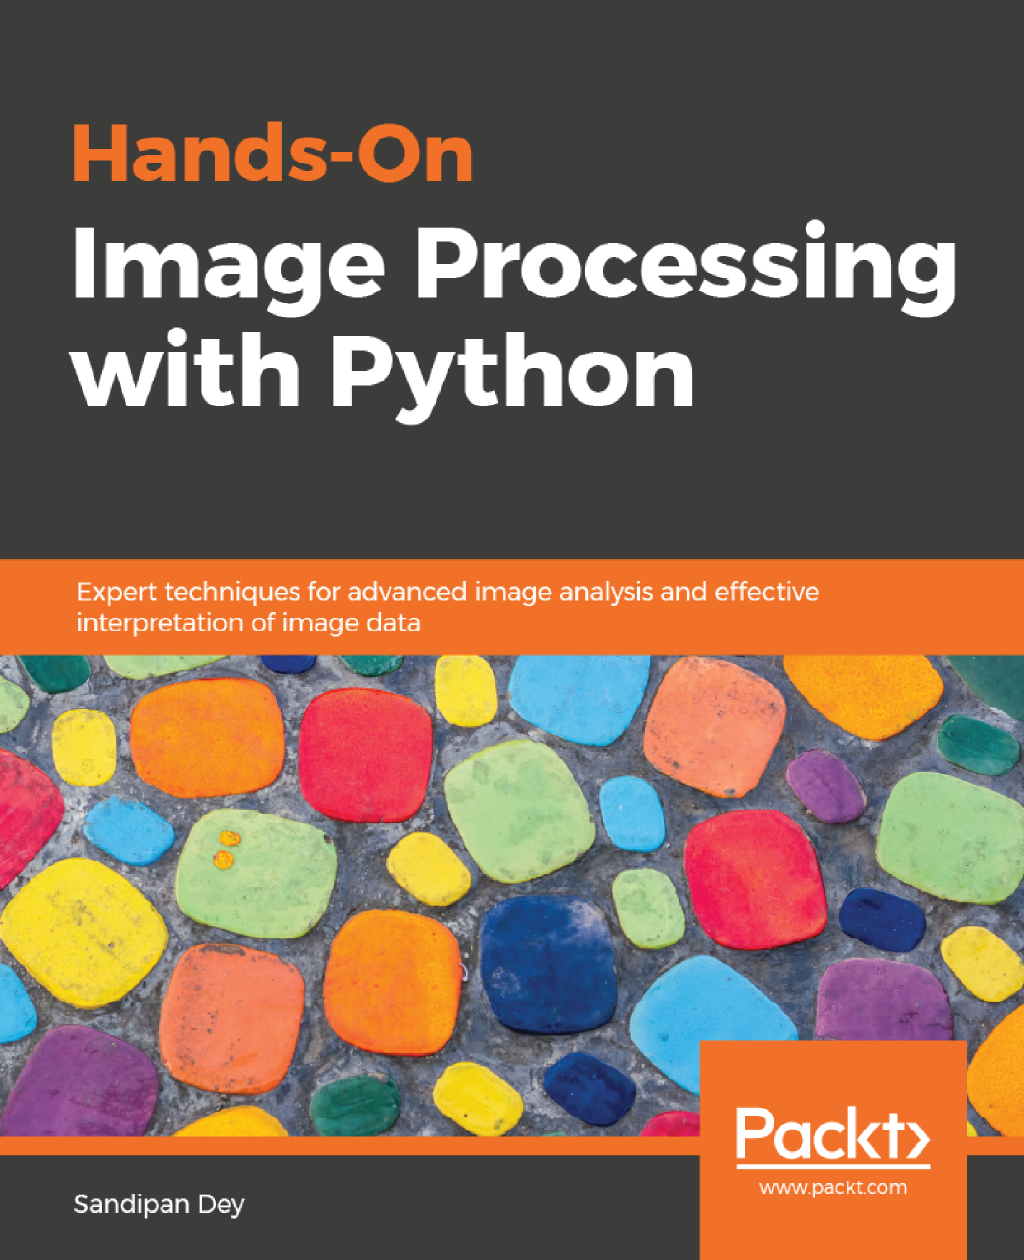 Hands-On
Image Processing
with Python
Expert techniques for advanced image analysis and effective
interpretation of image data
Packt>
www.packt.com
Sandipan Dey